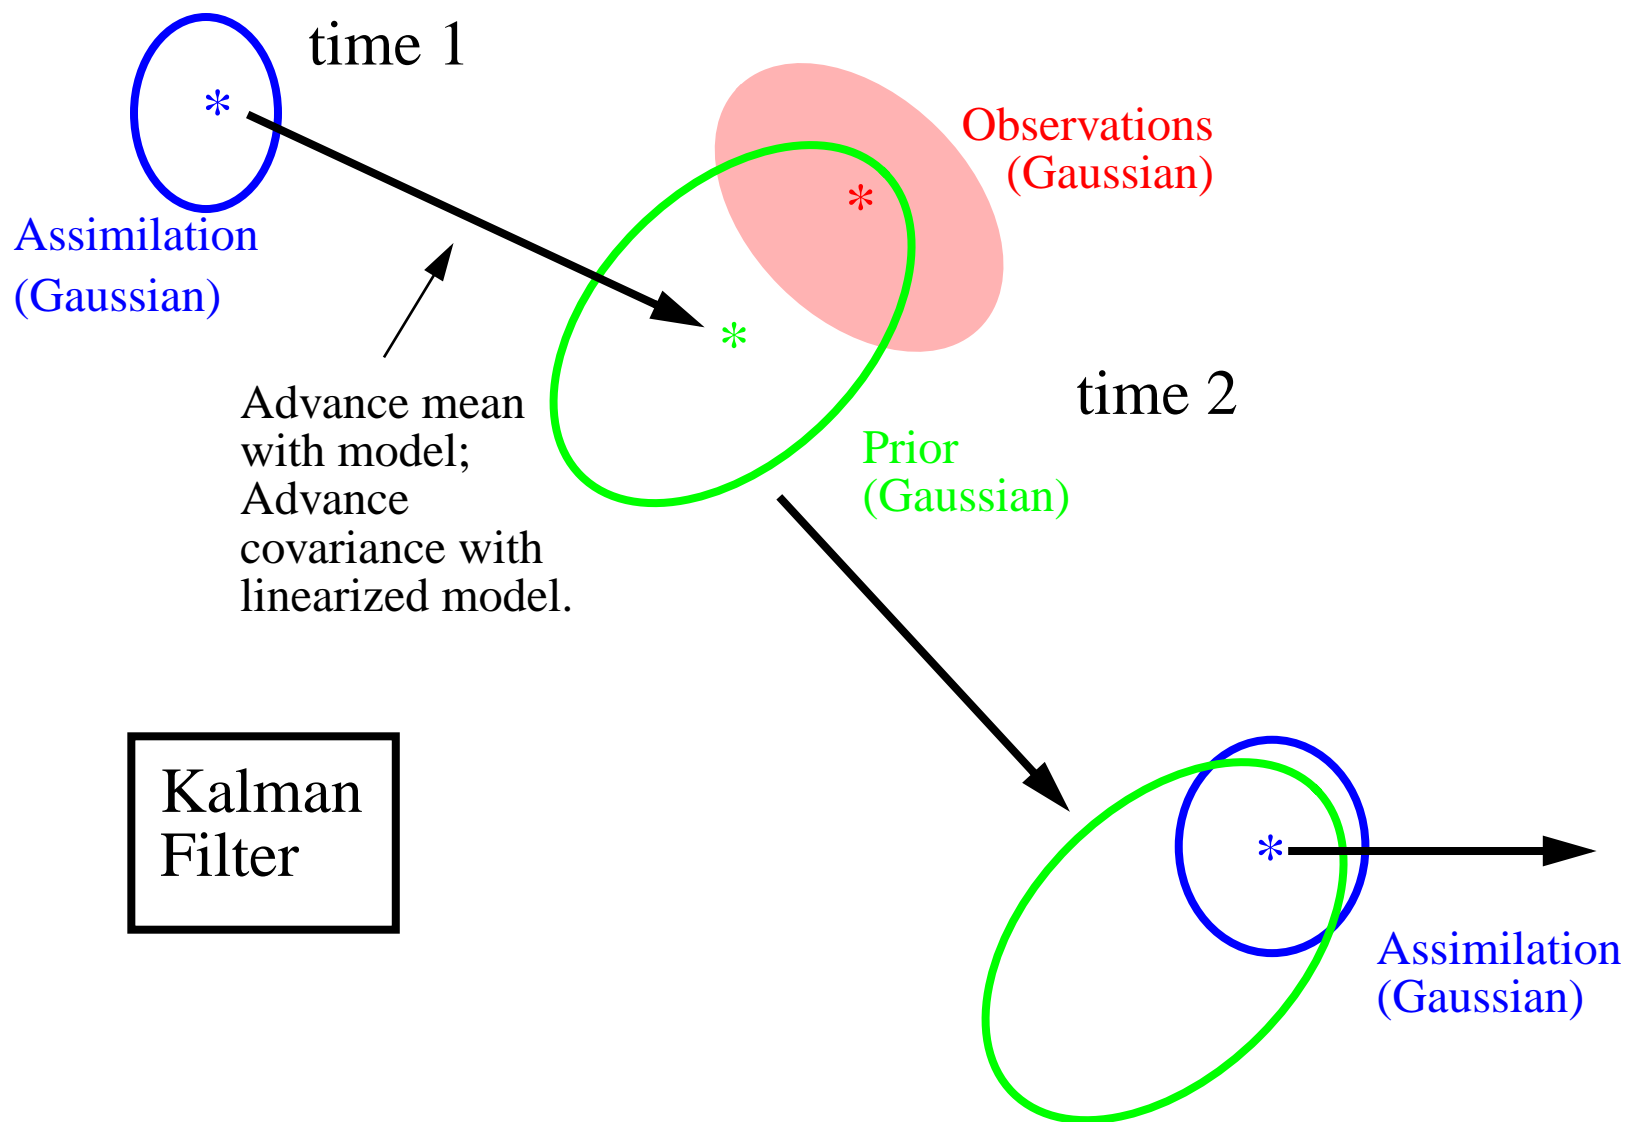 time 1
Assimilation
(Gaussian)
Observations
(Gaussian)
Advance mean
with model;
Advance
covariance with
linearized model.
time 2
Prior
(Gaussian)
Kalman
Filter
Assimilation
(Gaussian)